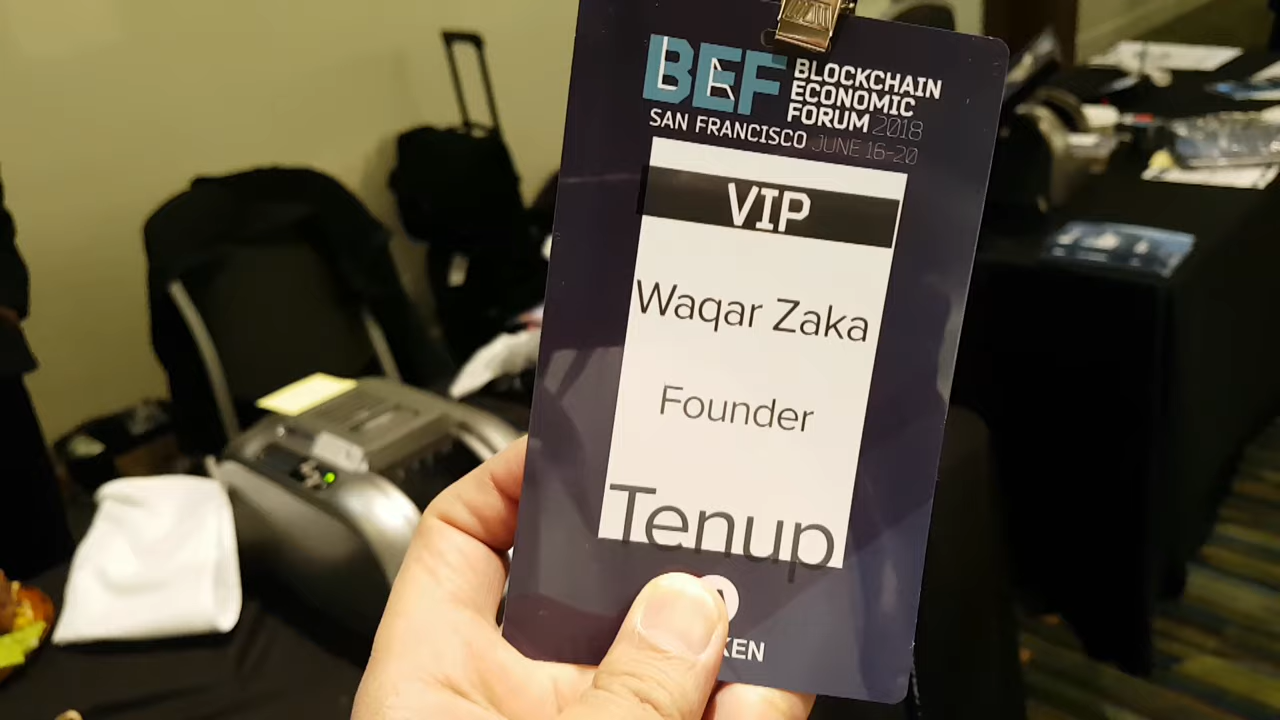 BEF BLOCKCHAIN
ECONOMIC
FORUM 2018
SAN FRANCISCO JUNE 16-20
VIP
Waqar Zaka
Founder
Tenup